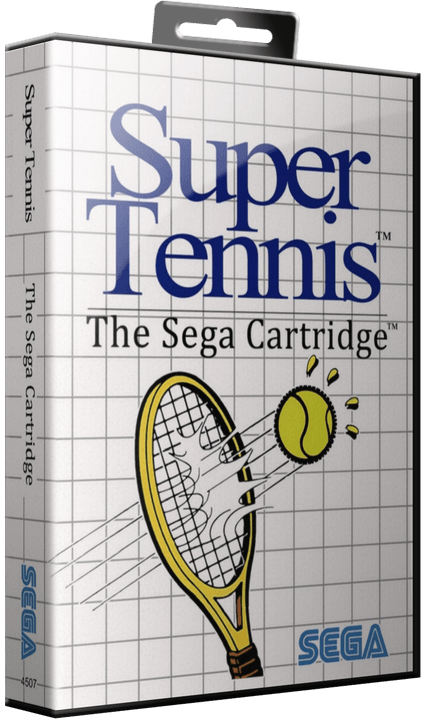 Super Tennis
The Sega Cartridge
SEGA
4507
Super
Tennis™
The Sega Cartridge™
SEGA